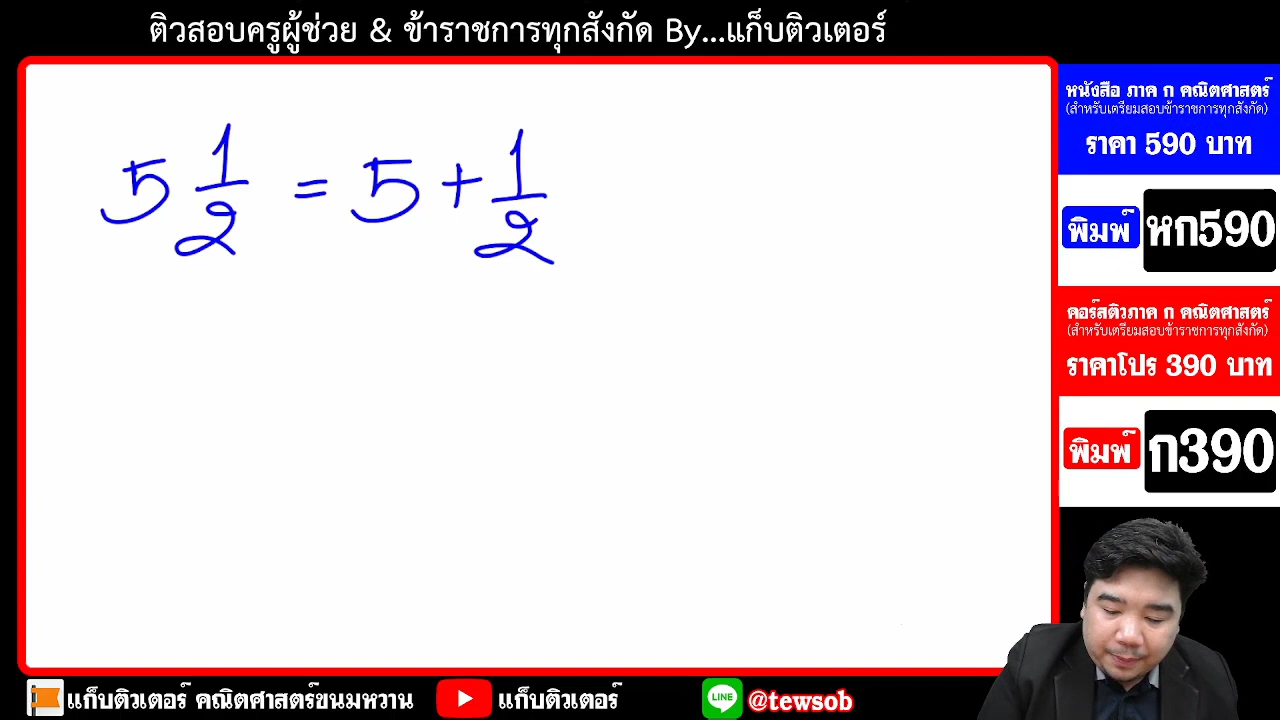 ติวสอบครูผู้ช่วย & ข้าราชการทุกสังกัด By...แก็บติวเตอร์
5 1/2 = 5 + 1/2
หนังสือ ภาค ก คณิตศาสตร์
(สำหรับเตรียมสอบข้าราชการทุกสังกัด)
ราคา 590 บาท
พิมพ์ หก590
คอร์สติวภาค ก คณิตศาสตร์
(สำหรับเตรียมสอบข้าราชการทุกสังกัด)
ราคาโปร 390 บาท
พิมพ์ ก390
แก็บติวเตอร์ คณิตศาสตร์ขนมหวาน แก็บติวเตอร์ LINE @tewsob